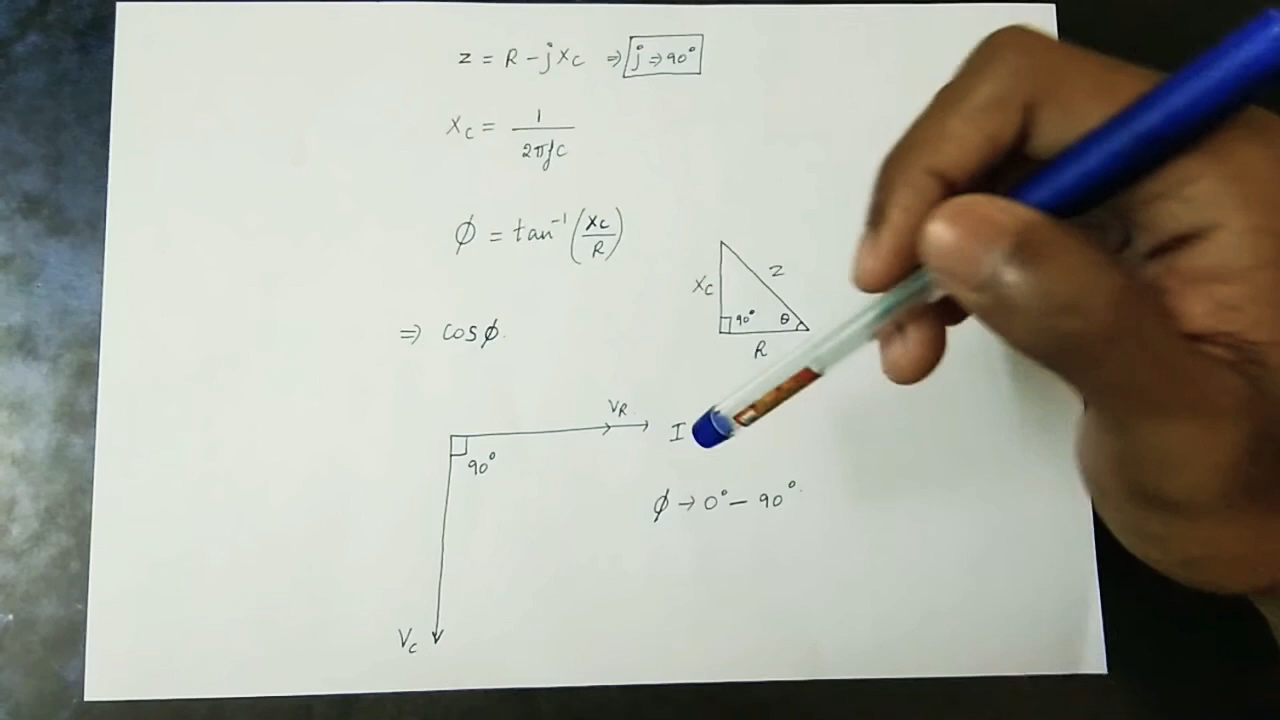 z = R - jXc ⇒ j ⇒ 90°
Xc = 1/2πfc
φ = tan⁻¹(Xc/R)
Xc
z
90°
θ
R
⇒ cosφ.
VR
I
90°
φ → 0° - 90°.
Vc